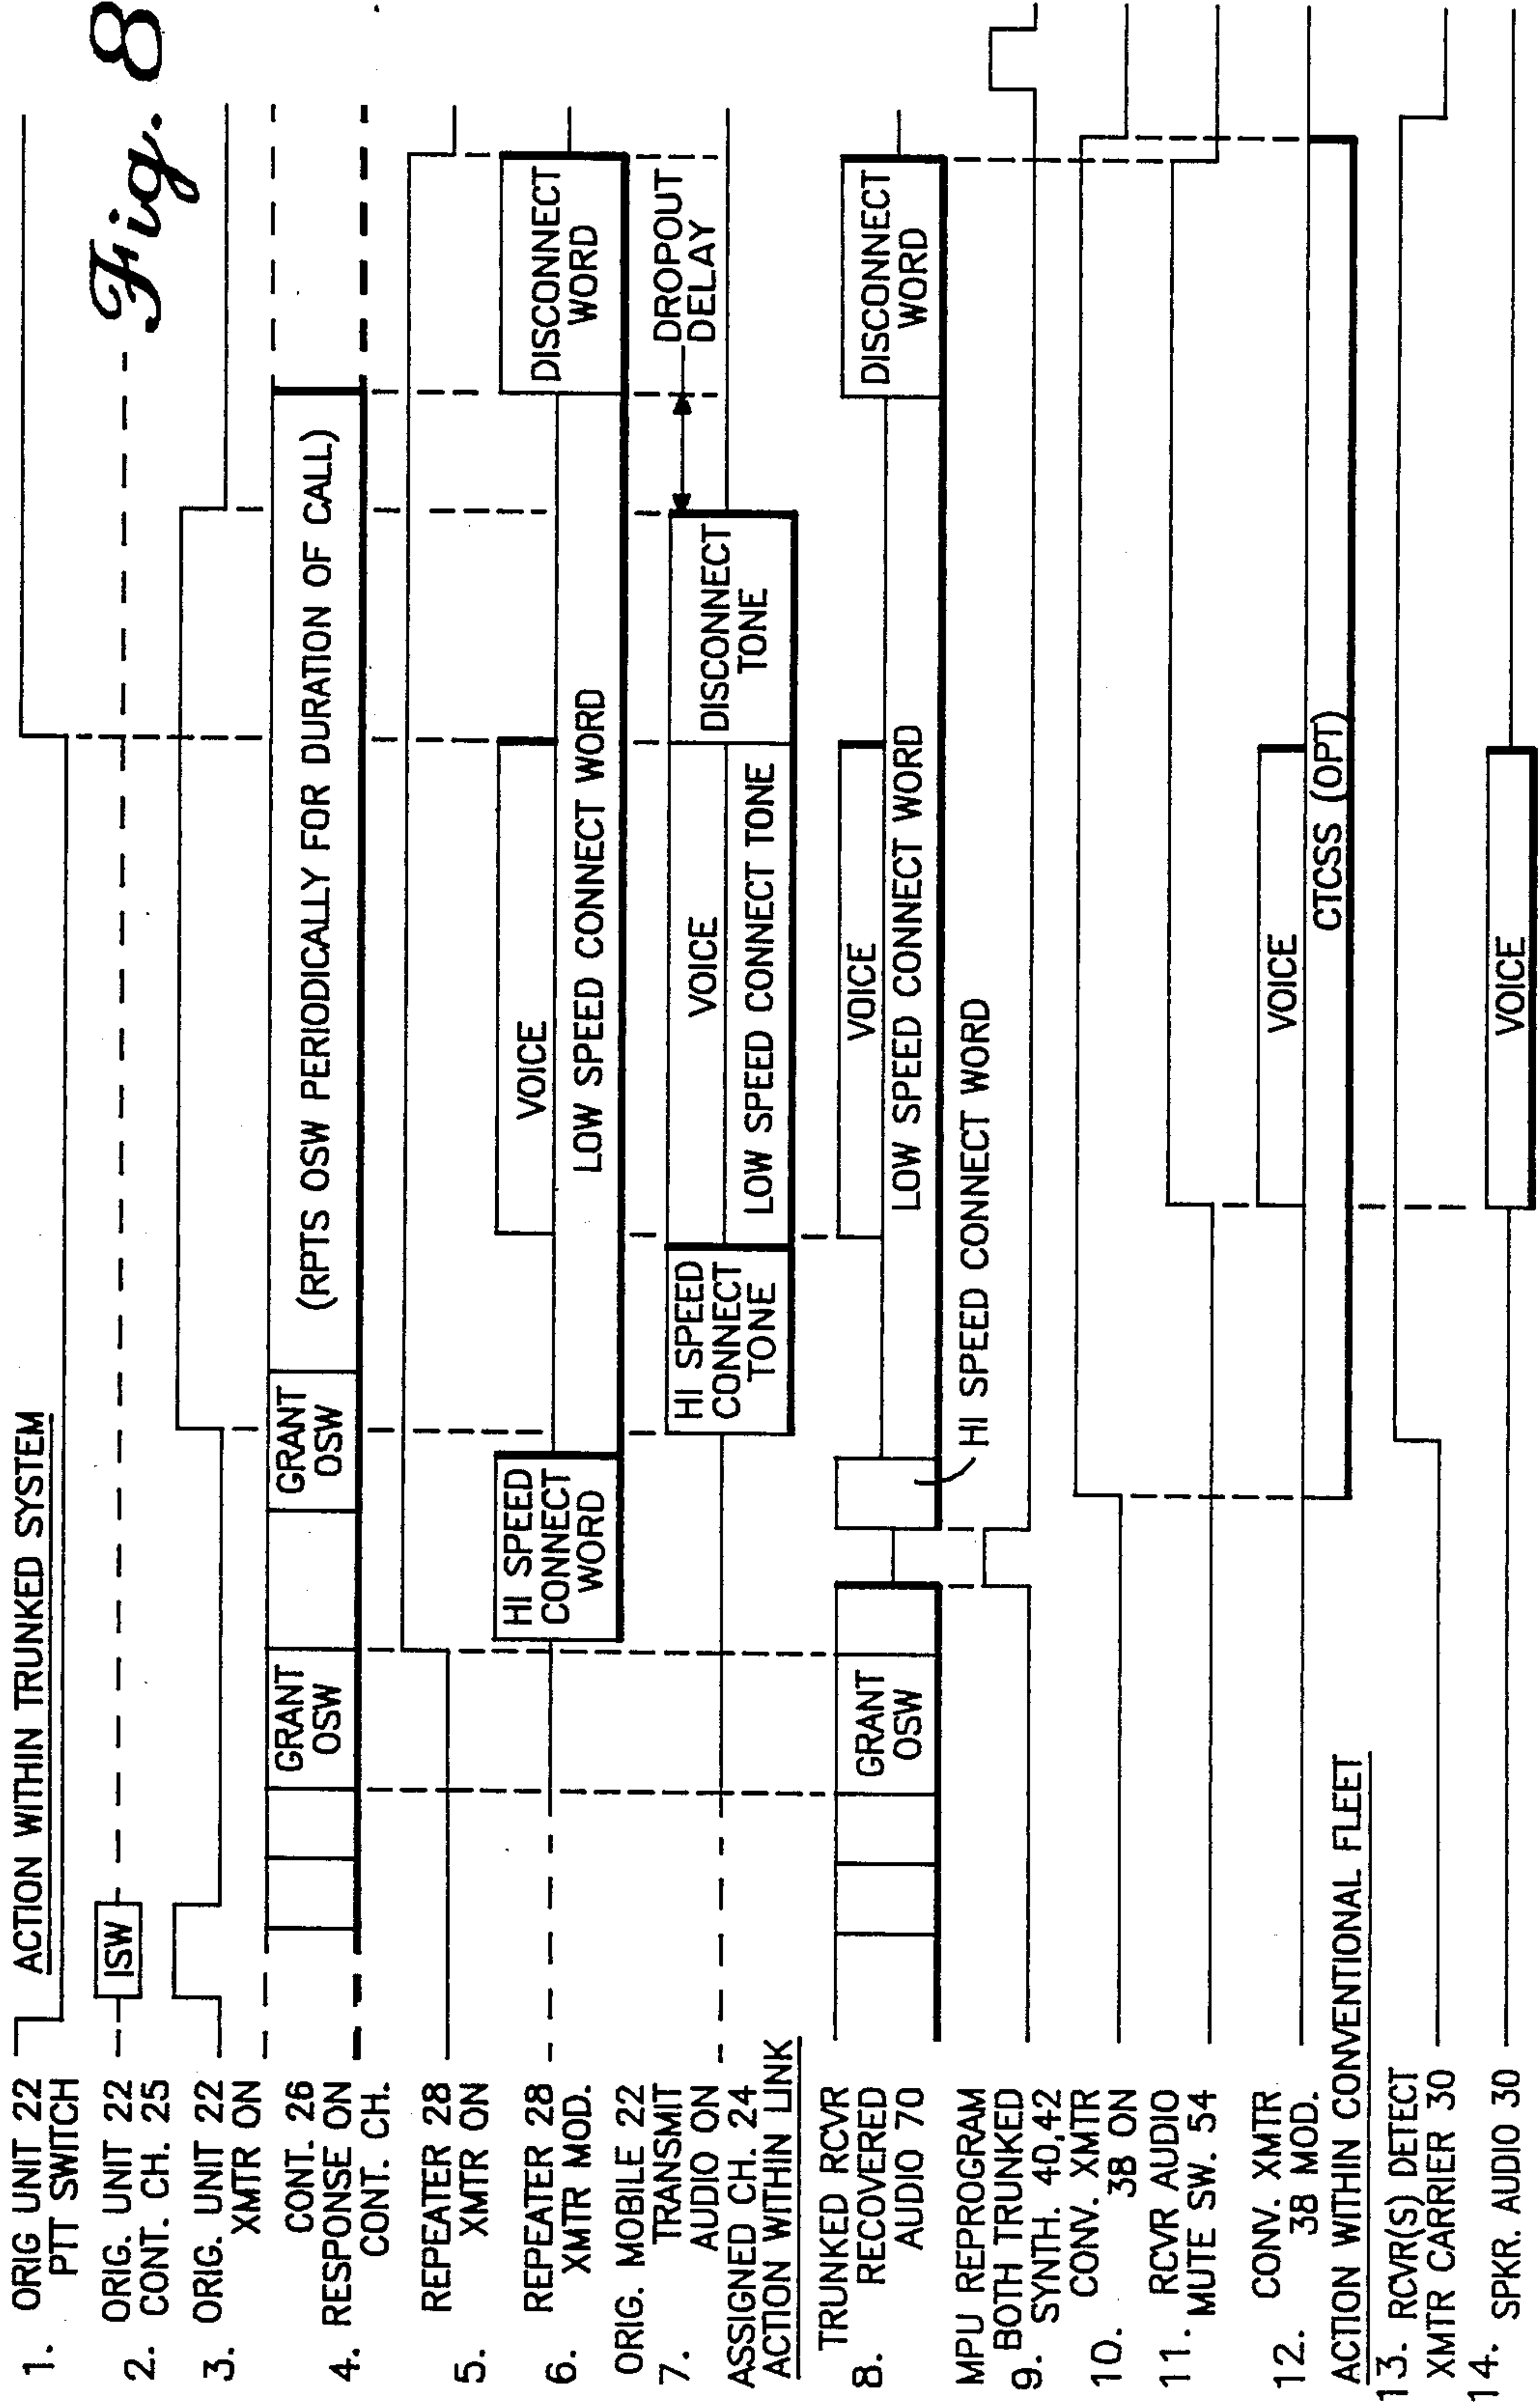 Fig. 8
ACTION WITHIN TRUNKED SYSTEM
1. ORIG UNIT 22
PTT SWITCH
2. ORIG. UNIT 22
CONT. CH. 25
ISW
3. ORIG. UNIT 22
XMTR ON
4. CONT. 26
RESPONSE ON
CONT. CH.
GRANT
OSW
GRANT
OSW
(RPTS OSW PERIODICALLY FOR DURATION OF CALL)
5. REPEATER 28
XMTR ON
6. REPEATER 28
XMTR MOD.
HI SPEED
CONNECT
WORD
VOICE
LOW SPEED CONNECT WORD
DISCONNECT
WORD
7. ORIG. MOBILE 22
TRANSMIT
AUDIO ON
ASSIGNED CH. 24
HI SPEED
CONNECT
TONE
VOICE
LOW SPEED CONNECT TONE
DISCONNECT
TONE
DROPOUT
DELAY
ACTION WITHIN LINK
8. TRUNKED RCVR
RECOVERED
AUDIO 70
GRANT
OSW
HI SPEED CONNECT WORD
VOICE
LOW SPEED CONNECT WORD
DISCONNECT
WORD
9. MPU REPROGRAM
BOTH TRUNKED
SYNTH. 40,42
10. CONV. XMTR
38 ON
11. RCVR AUDIO
MUTE SW. 54
12. CONV. XMTR
38 MOD.
VOICE
CTCSS (OPT)
ACTION WITHIN CONVENTIONAL FLEET
13. RCVR(S) DETECT
XMTR CARRIER 30
14. SPKR. AUDIO 30
VOICE